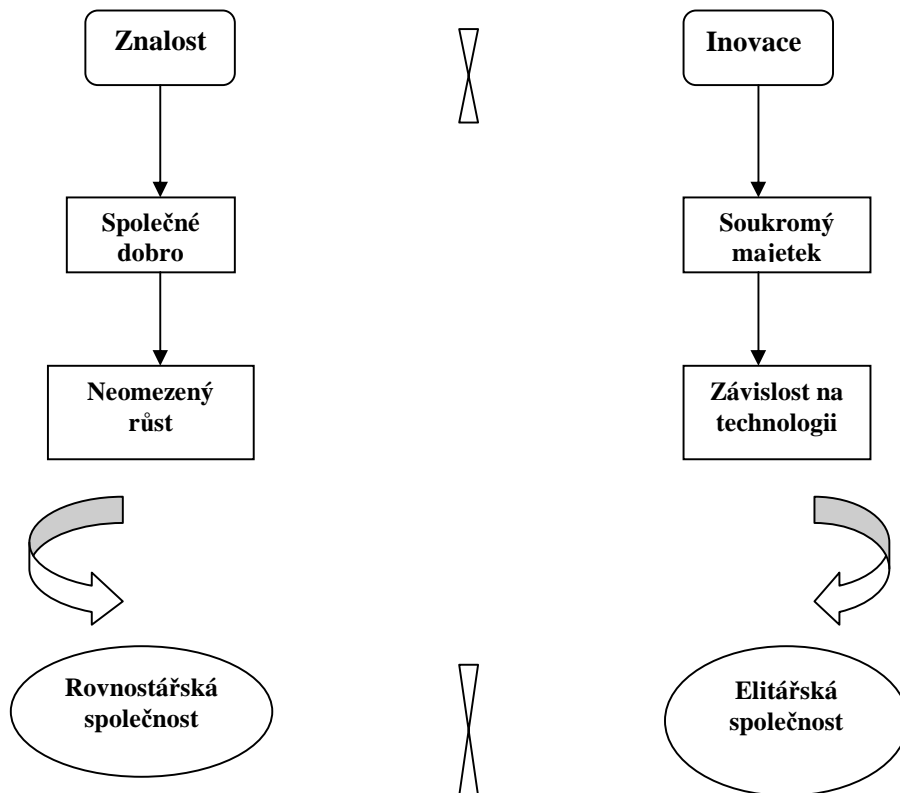 Znalost
Inovace
Společné
dobro
Soukromý
majetek
Neomezený
růst
Závislost na
technologii
Rovnostářská
společnost
Elitářská
společnost